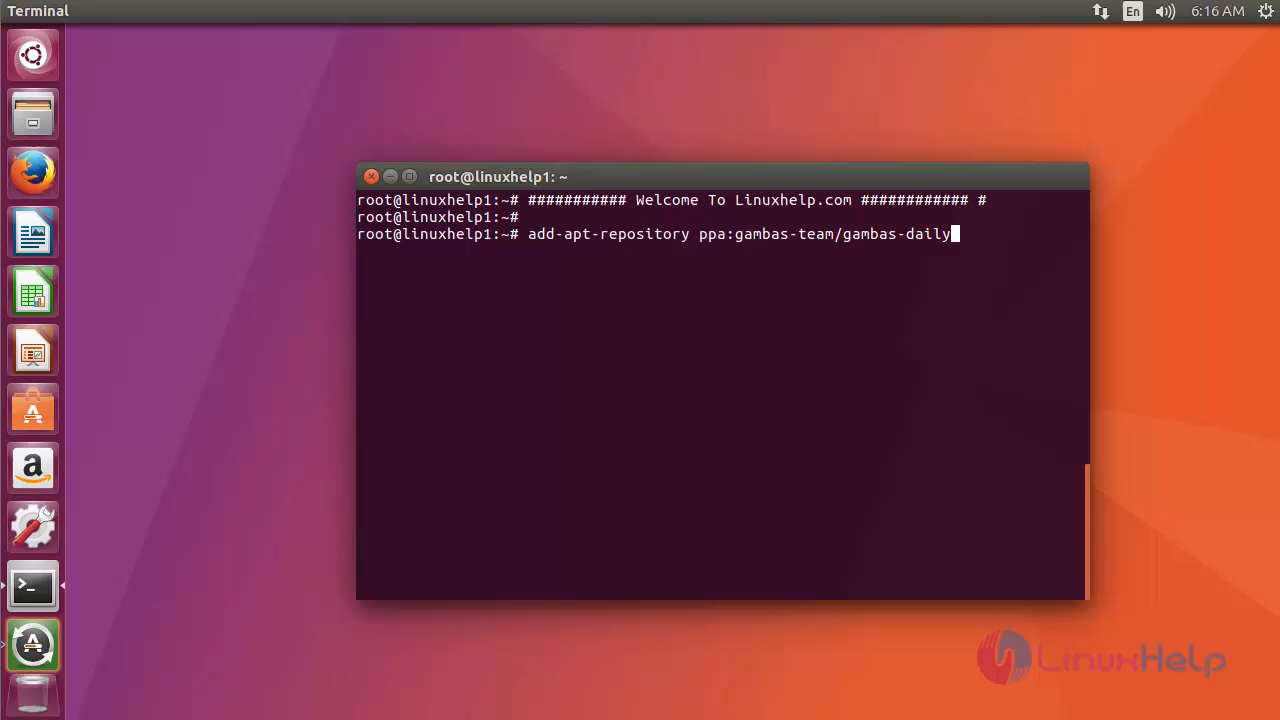 Terminal
En
6:16 AM
root@linuxhelp1: ~
root@linuxhelp1:~# ########### Welcome To Linuxhelp.com ############ #
root@linuxhelp1:~#
root@linuxhelp1:~# add-apt-repository ppa:gambas-team/gambas-daily
LinuxHelp